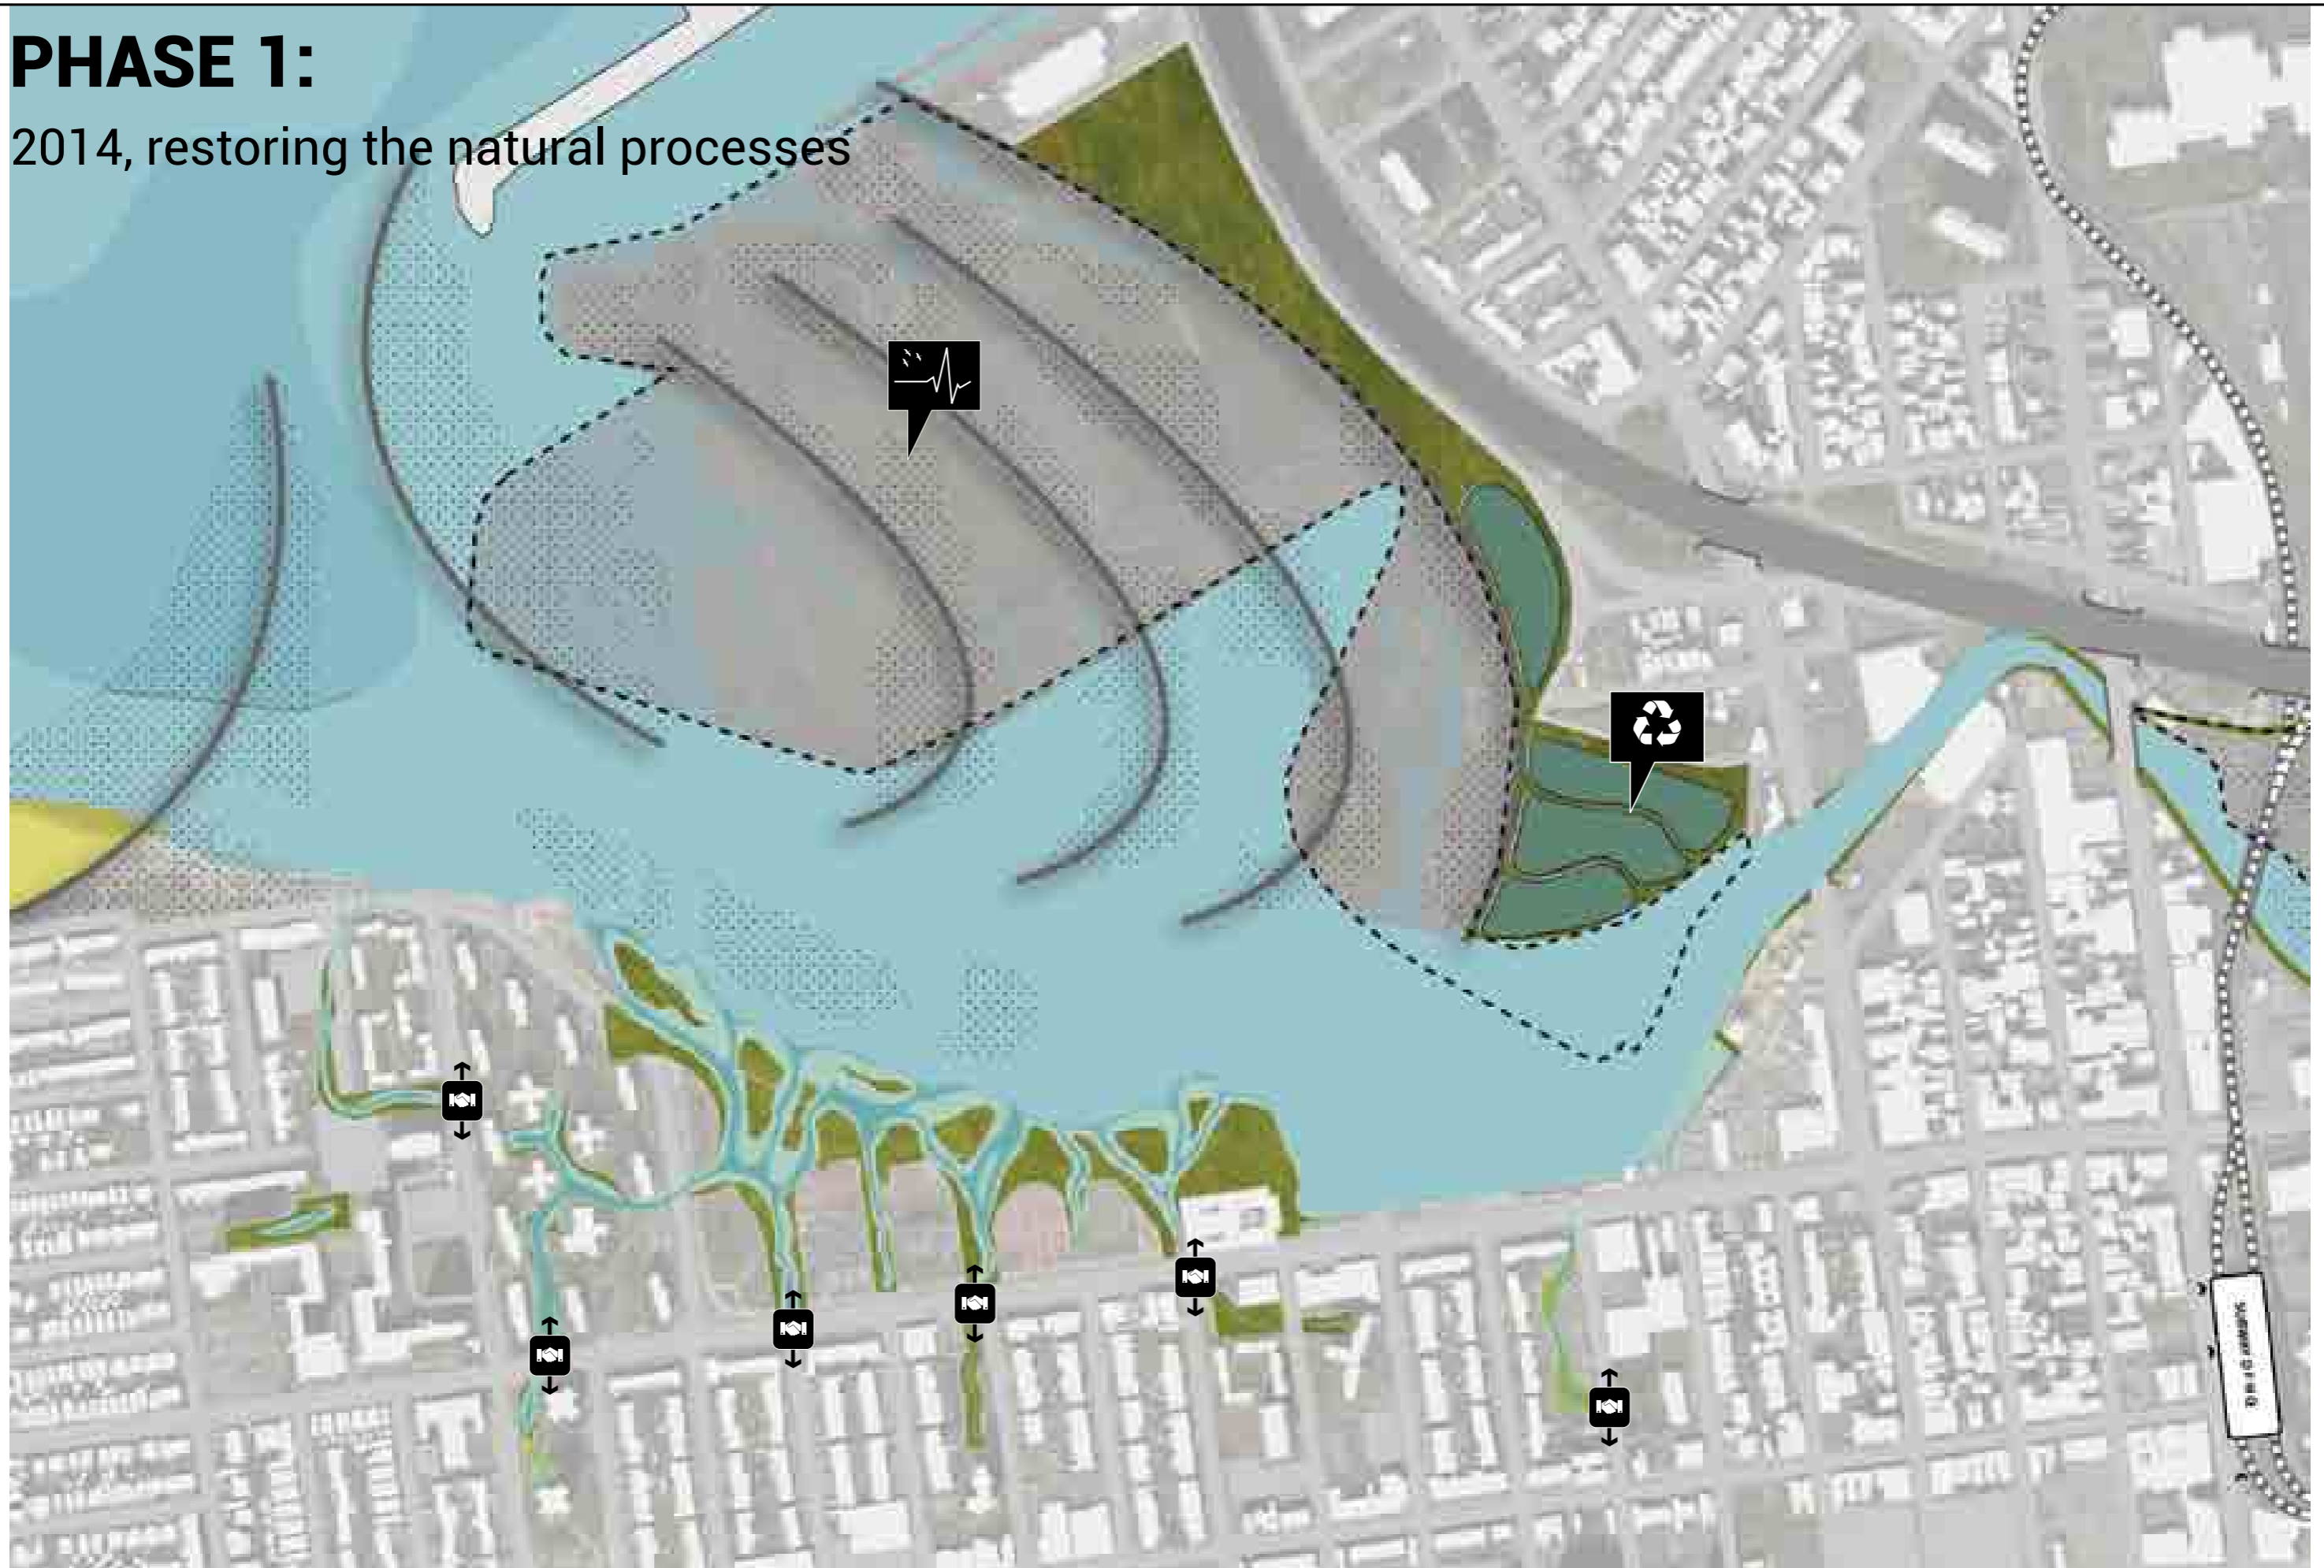 PHASE 1:
2014, restoring the natural processes